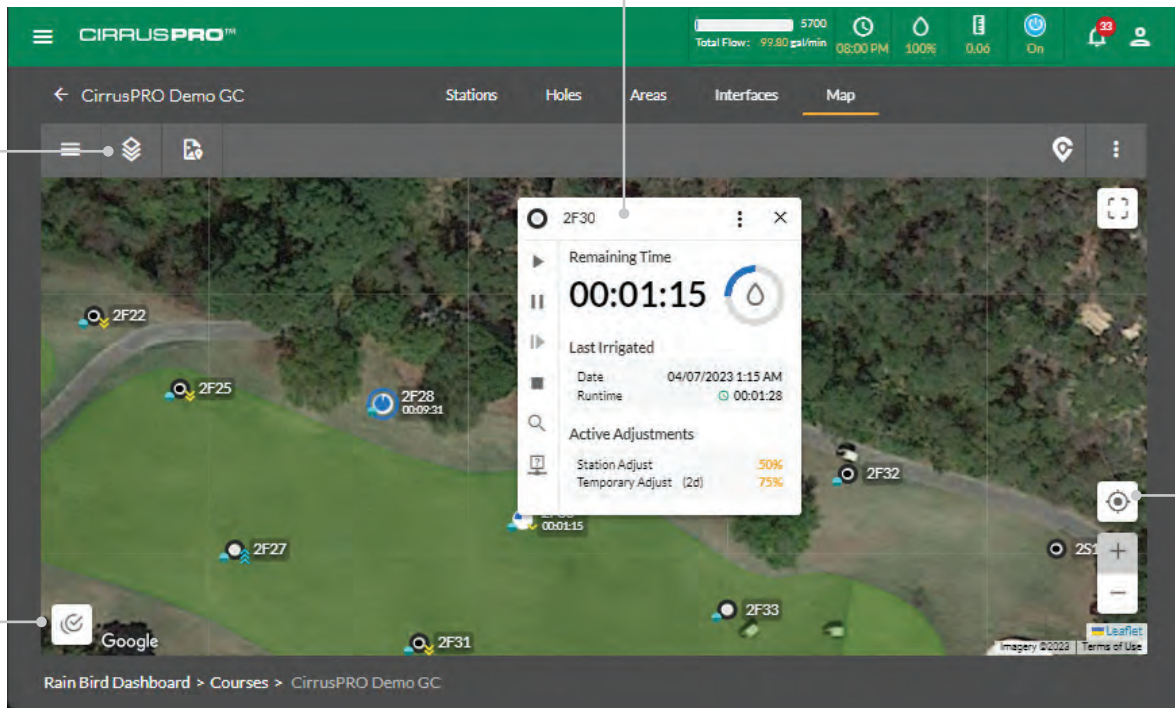 CIRRUSPRO™
5700
Total Flow: 99.80 gal/min
08:00 PM
100%
0.06
On
33
CirrusPRO Demo GC
Stations Holes Areas Interfaces Map
2F30
Remaining Time
00:01:15
Last Irrigated
Date 04/07/2023 1:15 AM
Runtime 00:01:28
Active Adjustments
Station Adjust 50%
Temporary Adjust (2d) 75%
2F22
2F25
2F28
00:09:31
2F32
00:01:15
2F27
2S1
2F33
2F31
Google
Leaflet
Imagery ©2023 Terms of Use
Rain Bird Dashboard > Courses > CirrusPRO Demo GC